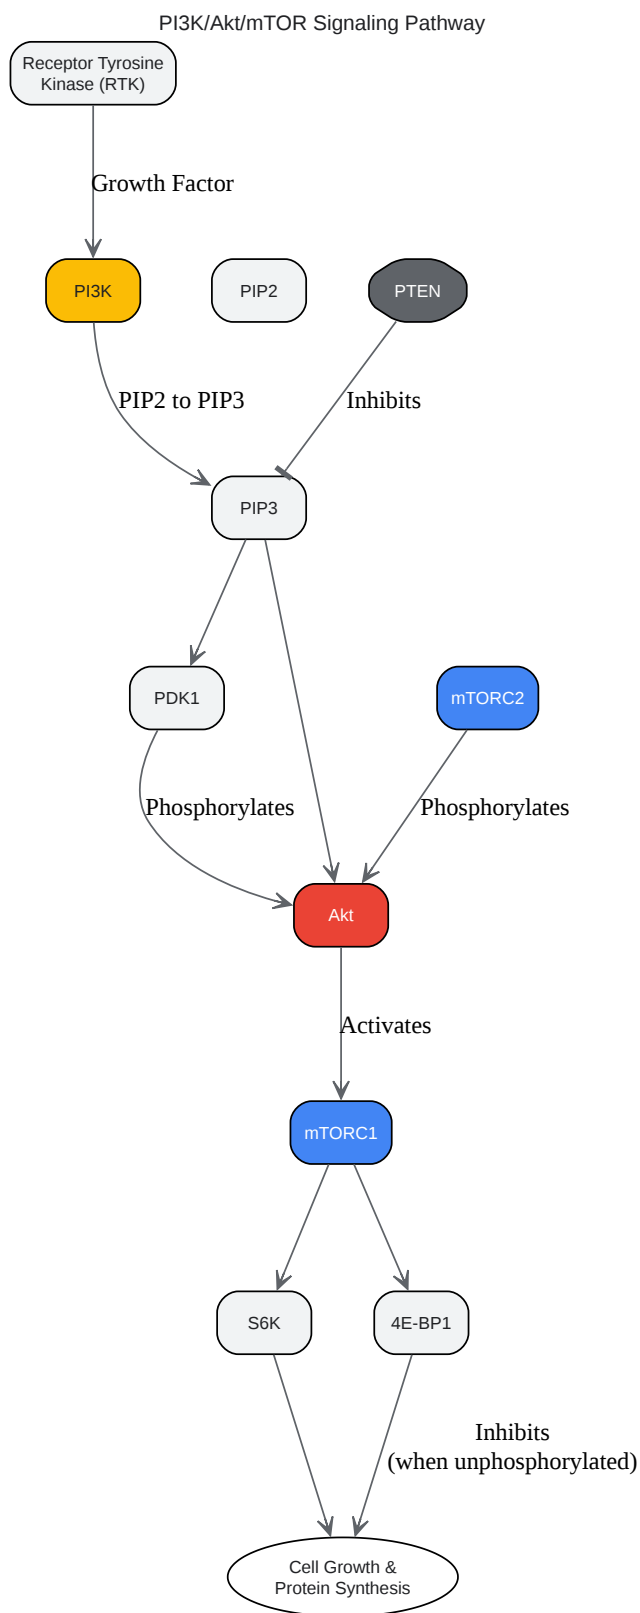 PI3K/Akt/mTOR Signaling Pathway
Receptor Tyrosine
Kinase (RTK)
Growth Factor
PI3K
PIP2
PTEN
PIP2 to PIP3
Inhibits
PIP3
PDK1
mTORC2
Phosphorylates
Phosphorylates
Akt
Activates
mTORC1
S6K
4E-BP1
Inhibits
(when unphosphorylated)
Cell Growth &
Protein Synthesis